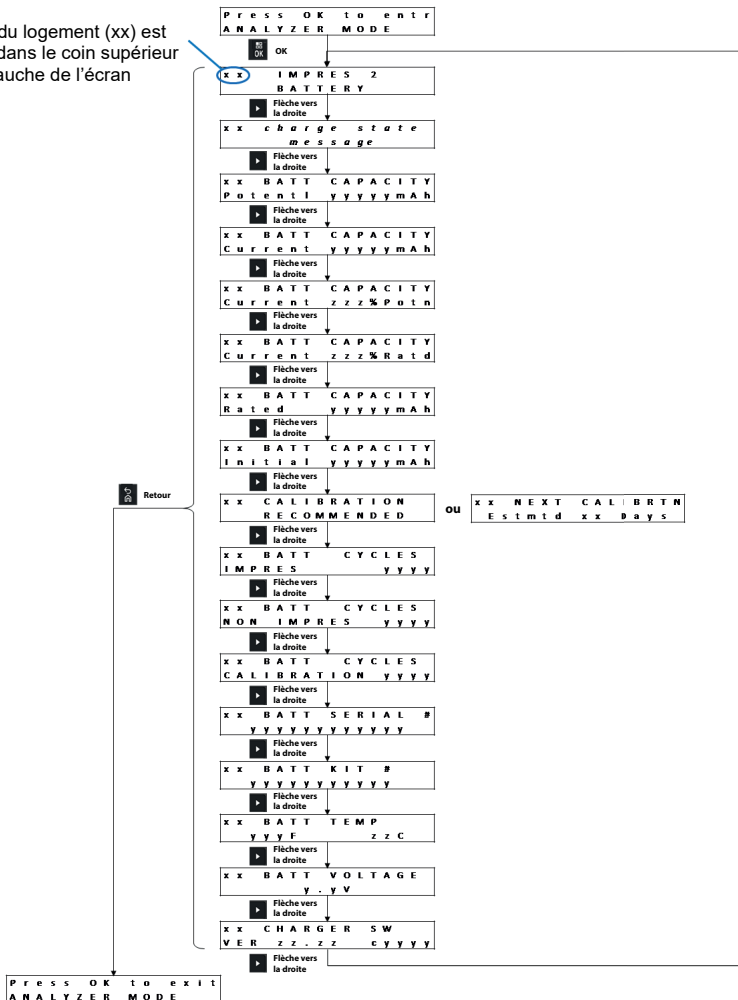 du logement (xx) est
dans le coin supérieur
auche de l'écran
Press OK to entr
ANALYZER MODE
OK
OK
xx IMPRES 2
BATTERY
Flèche vers
la droite
xx charge state
message
Flèche vers
la droite
xx BATT CAPACITY
Potentl yyyyymAh
Flèche vers
la droite
xx BATT CAPACITY
Current yyyyymAh
Flèche vers
la droite
xx BATT CAPACITY
Current zzz%Potn
Flèche vers
la droite
xx BATT CAPACITY
Current zzz%Ratd
Flèche vers
la droite
xx BATT CAPACITY
Rated yyyyymAh
Flèche vers
la droite
xx BATT CAPACITY
Initial yyyyymAh
Flèche vers
la droite
Retour
xx CALIBRATION
RECOMMENDED
ou
xx NEXT CALIBRTN
Estmtd xx Days
Flèche vers
la droite
xx BATT CYCLES
IMPRES yyyy
Flèche vers
la droite
xx BATT CYCLES
NON IMPRES yyyy
Flèche vers
la droite
xx BATT CYCLES
CALIBRATION yyyy
Flèche vers
la droite
xx BATT SERIAL #
yyyyyyyyyyyy
Flèche vers
la droite
xx BATT KIT #
yyyyyyyyyyy
Flèche vers
la droite
xx BATT TEMP
yyyF zzC
Flèche vers
la droite
xx BATT VOLTAGE
y.yV
Flèche vers
la droite
xx CHARGER SW
VER zz.zz cyyyy
Flèche vers
la droite
Press OK to exit
ANALYZER MODE